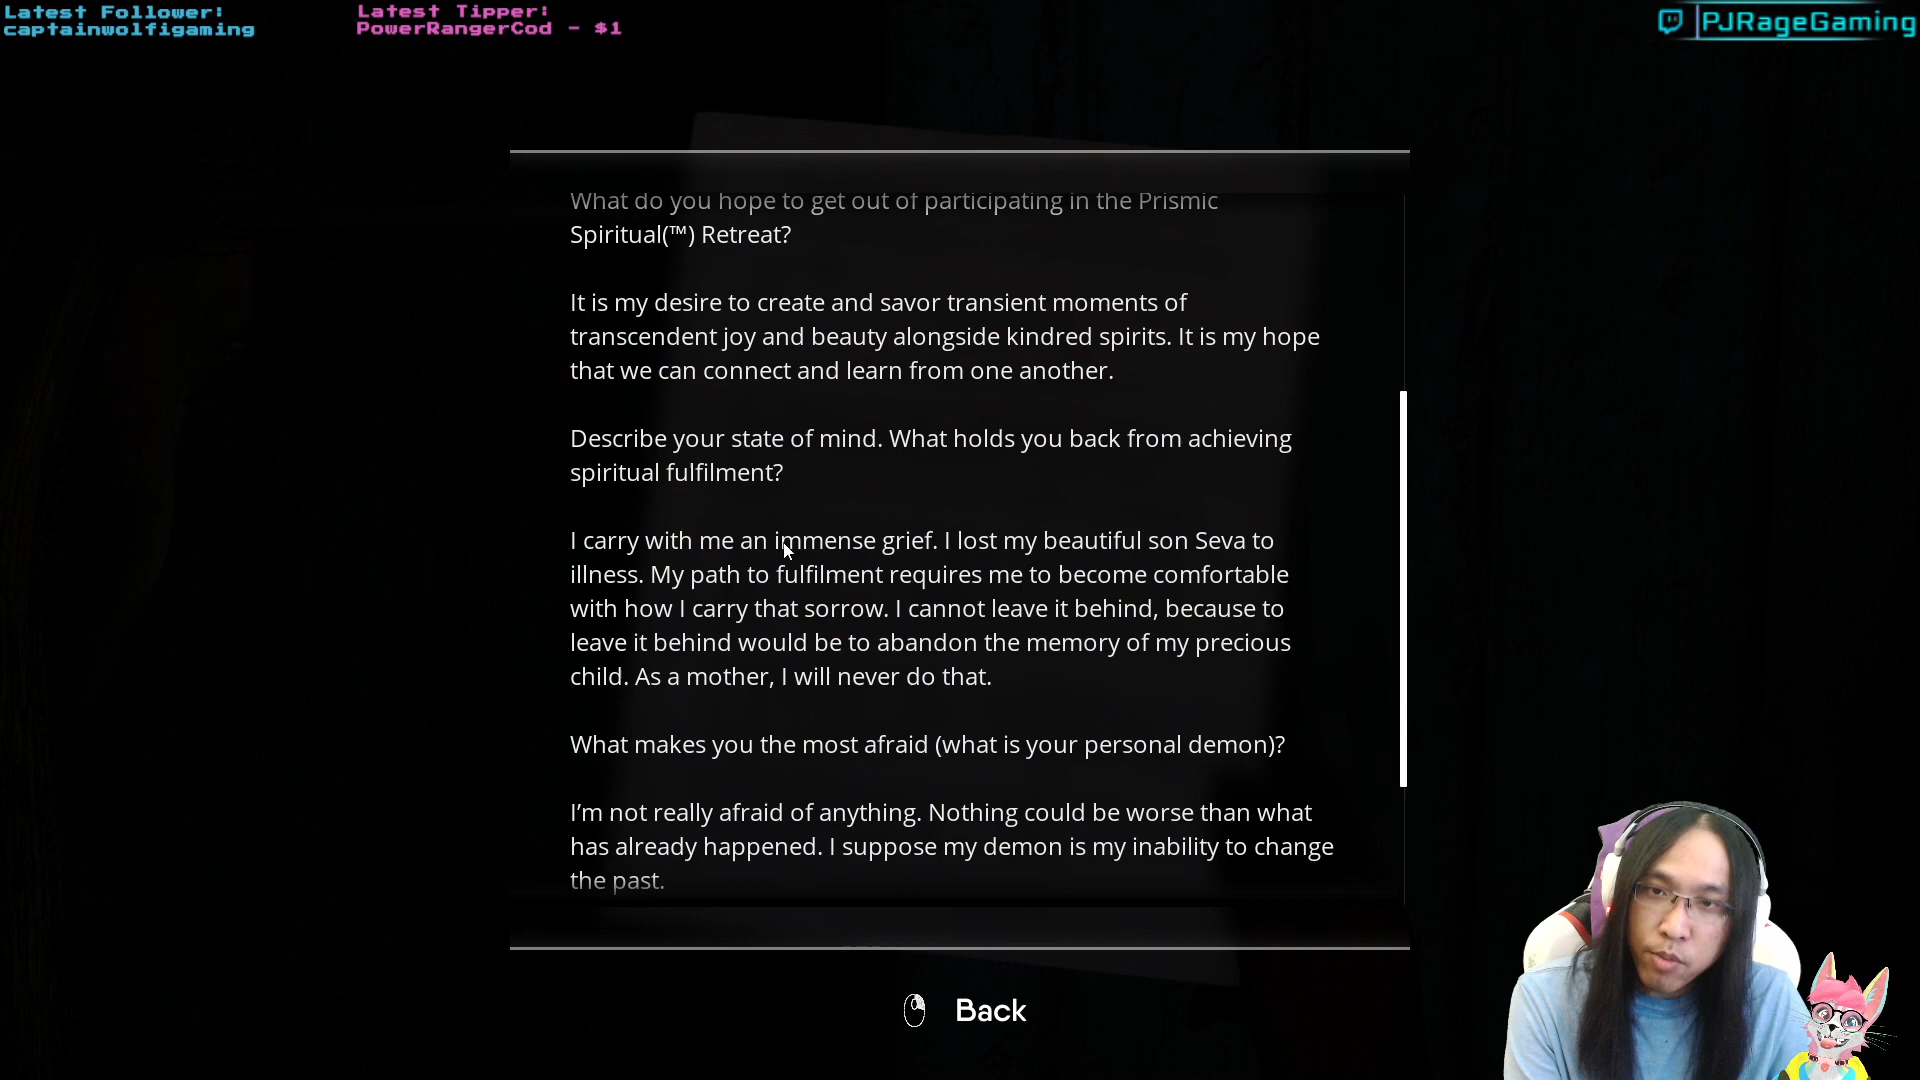 Latest Follower:
captainwolfigaming
Latest Tipper:
PowerRangerCod - $1
PJRageGaming
What do you hope to get out of participating in the Prismic
Spiritual(™) Retreat?
It is my desire to create and savor transient moments of
transcendent joy and beauty alongside kindred spirits. It is my hope
that we can connect and learn from one another.
Describe your state of mind. What holds you back from achieving
spiritual fulfilment?
I carry with me an immense grief. I lost my beautiful son Seva to
illness. My path to fulfilment requires me to become comfortable
with how I carry that sorrow. I cannot leave it behind, because to
leave it behind would be to abandon the memory of my precious
child. As a mother, I will never do that.
What makes you the most afraid (what is your personal demon)?
I’m not really afraid of anything. Nothing could be worse than what
has already happened. I suppose my demon is my inability to change
the past.
Back